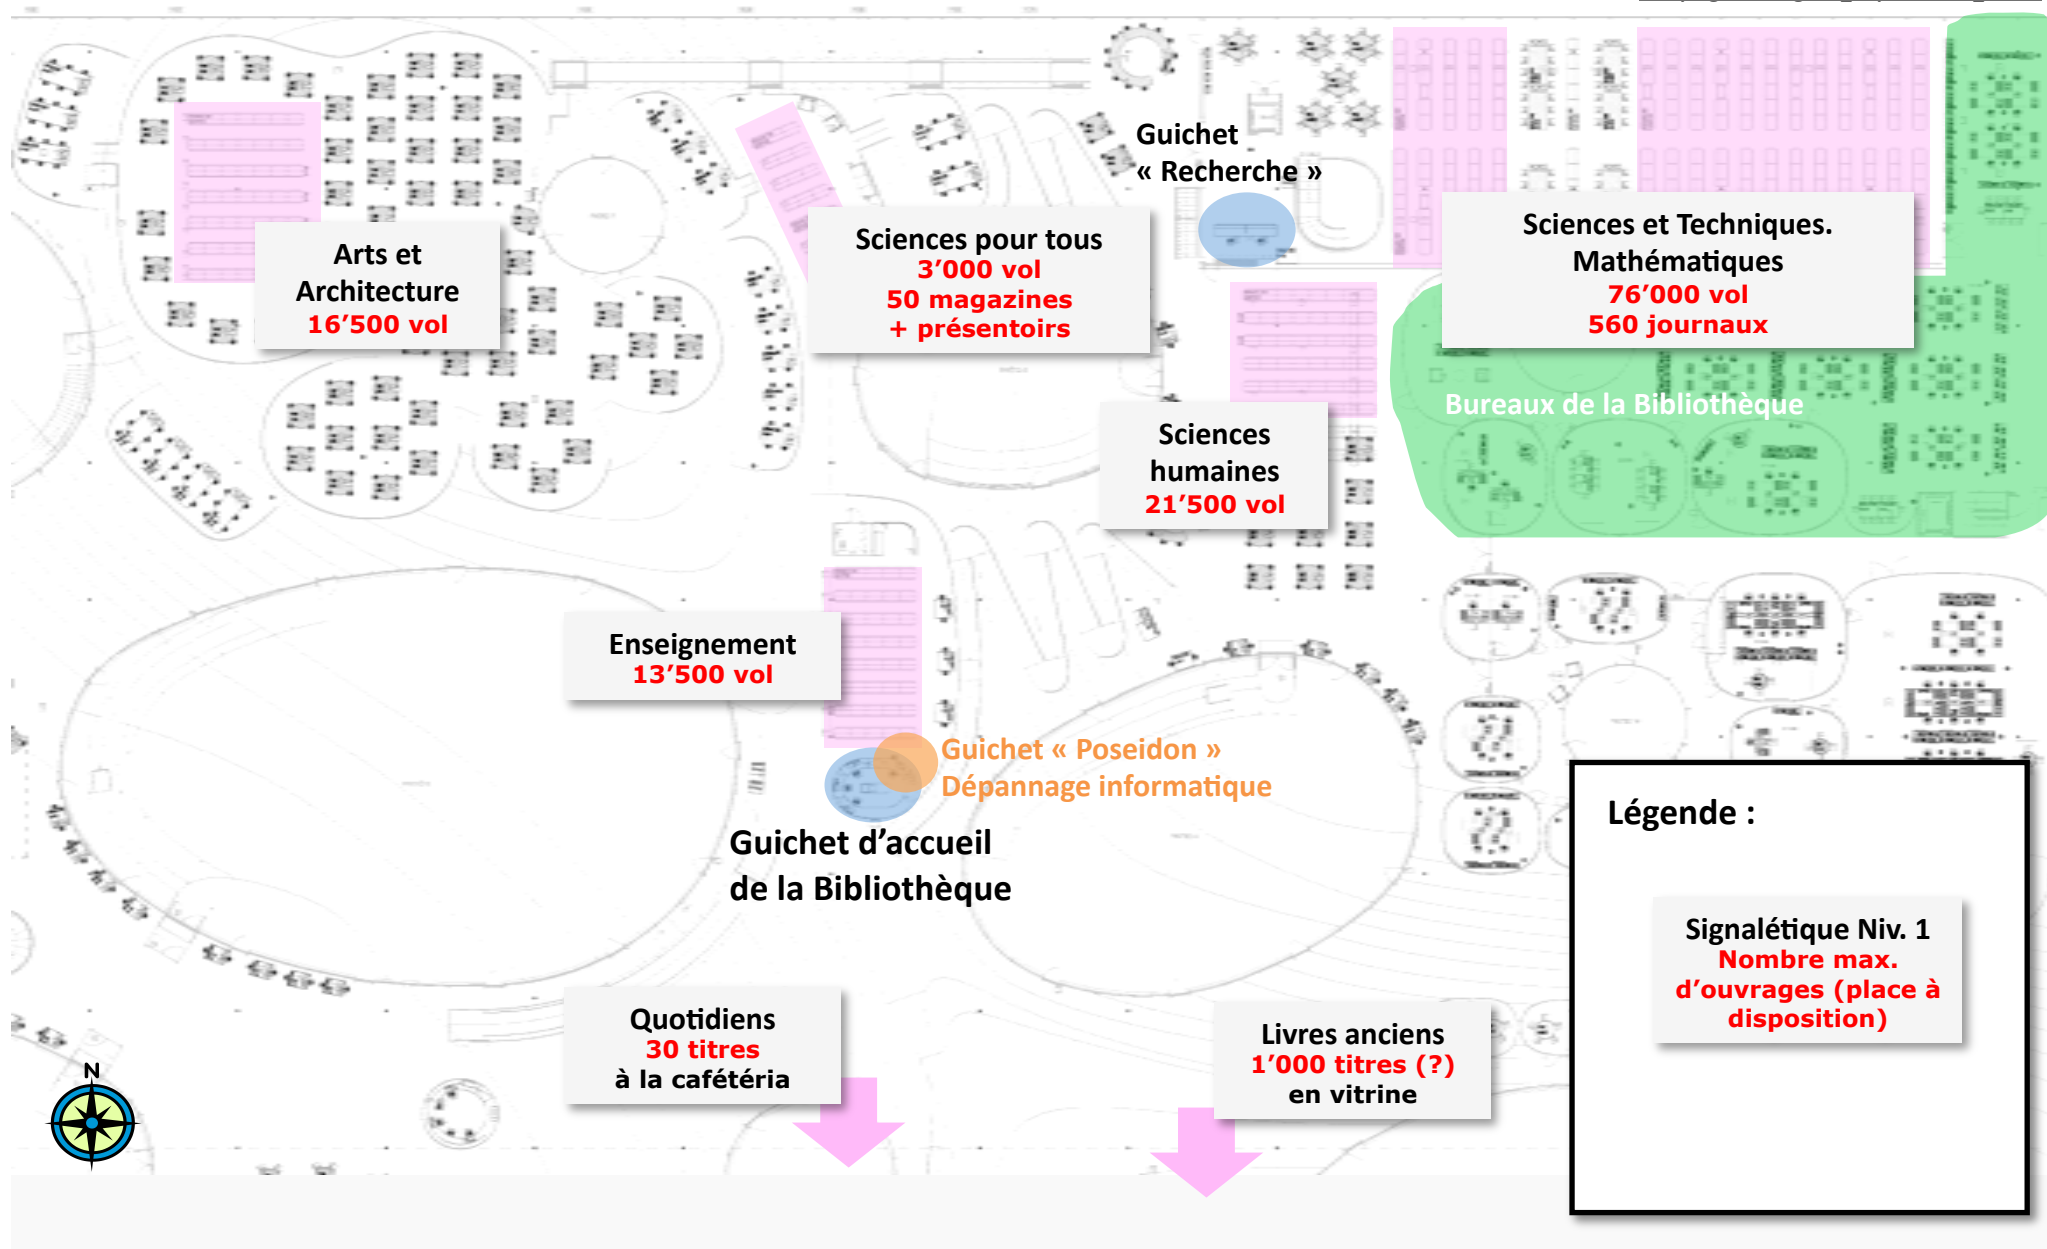 Guichet
« Recherche »
Arts et
Architecture
16’500 vol
Sciences pour tous
3’000 vol
50 magazines
+ présentoirs
Sciences et Techniques.
Mathématiques
76’000 vol
560 journaux
Bureaux de la Bibliothèque
Sciences
humaines
21’500 vol
Enseignement
13’500 vol
Guichet « Poseidon »
Dépannage informatique
Guichet d’accueil
de la Bibliothèque
Légende :
Signalétique Niv. 1
Nombre max.
d’ouvrages (place à
disposition)
Quotidiens
30 titres
à la cafétéria
Livres anciens
1’000 titres (?)
en vitrine
N